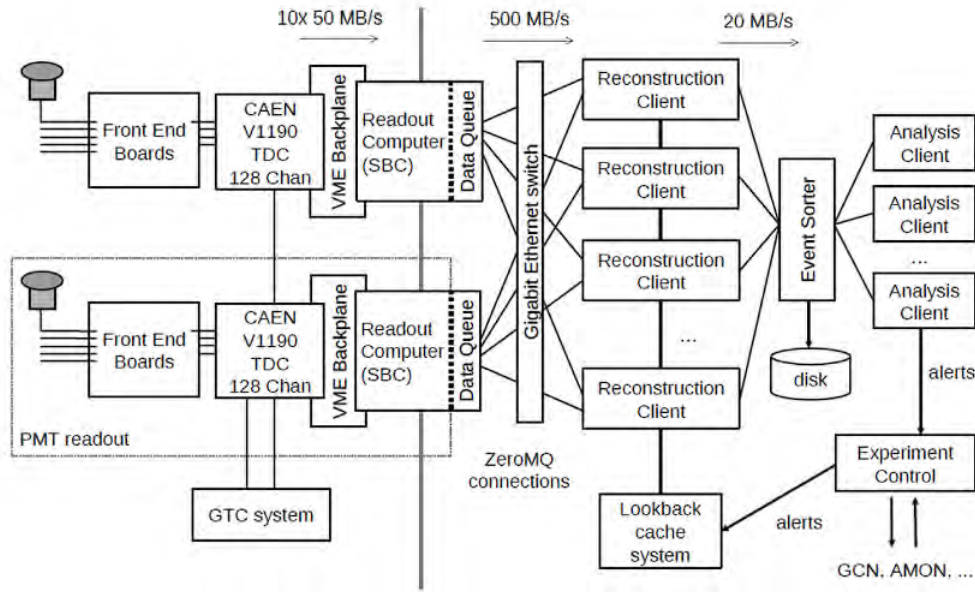 10x 50 MB/s
500 MB/s
20 MB/s
Front End
Boards
CAEN
V1190
TDC
128 Chan
VME Backplane
Readout
Computer
(SBC)
Data Queue
Gigabit Ethernet switch
Reconstruction
Client
Reconstruction
Client
Reconstruction
Client
...
Reconstruction
Client
Event Sorter
Analysis
Client
Analysis
Client
...
Analysis
Client
Front End
Boards
CAEN
V1190
TDC
128 Chan
VME Backplane
Readout
Computer
(SBC)
Data Queue
PMT readout
disk
alerts
GTC system
ZeroMQ
connections
Lookback
cache
system
alerts
Experiment
Control
GCN, AMON, ...